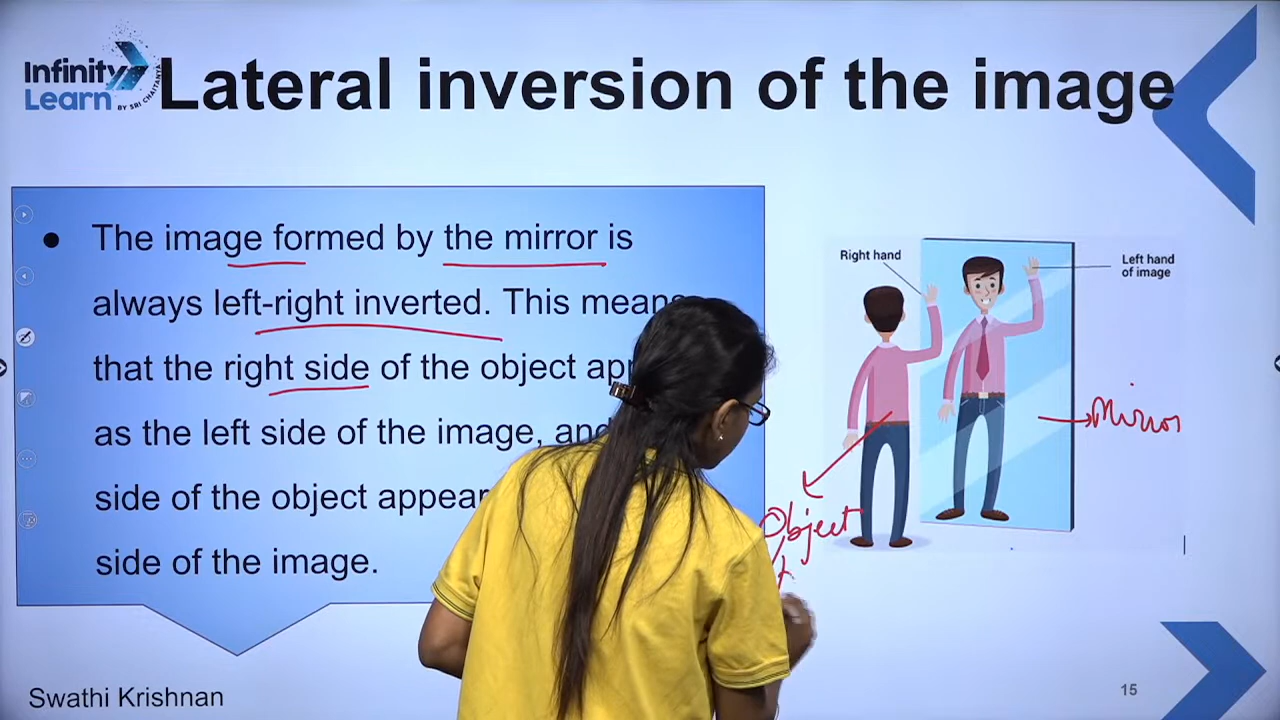 Infinity
Learn
BY SRI CHAITANYA
Lateral inversion of the image
The image formed by the mirror is
always left-right inverted. This means
that the right side of the object
as the left side of the image, and
side of the object
side of the image.
Right hand
Left hand
of image
Mirror
Object
Swathi Krishnan
15